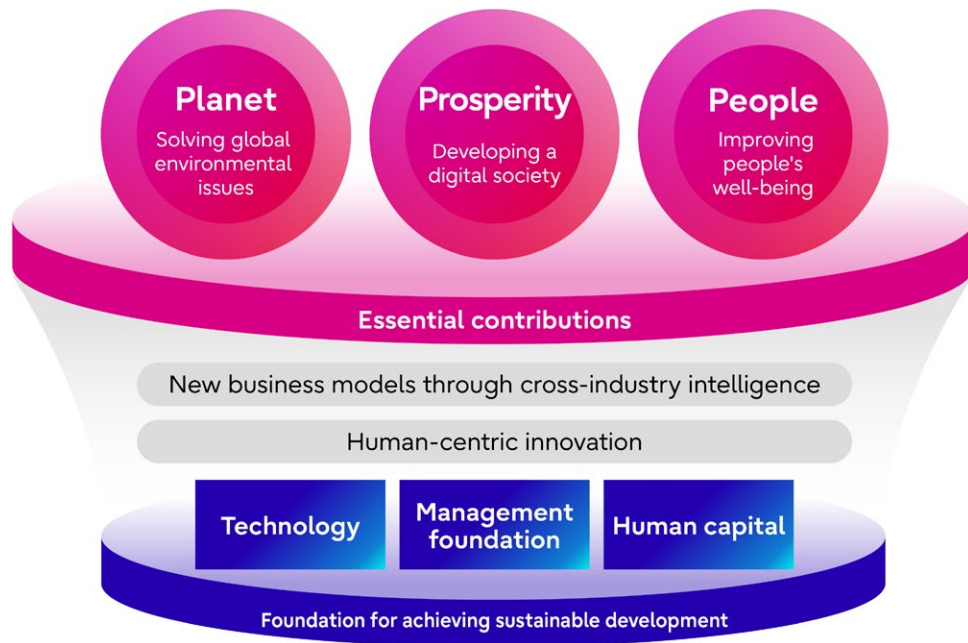 Planet
Solving global
environmental
issues
Prosperity
Developing a
digital society
People
Improving
people's
well-being
Essential contributions
New business models through cross-industry intelligence
Human-centric innovation
Technology
Management
foundation
Human capital
Foundation for achieving sustainable development